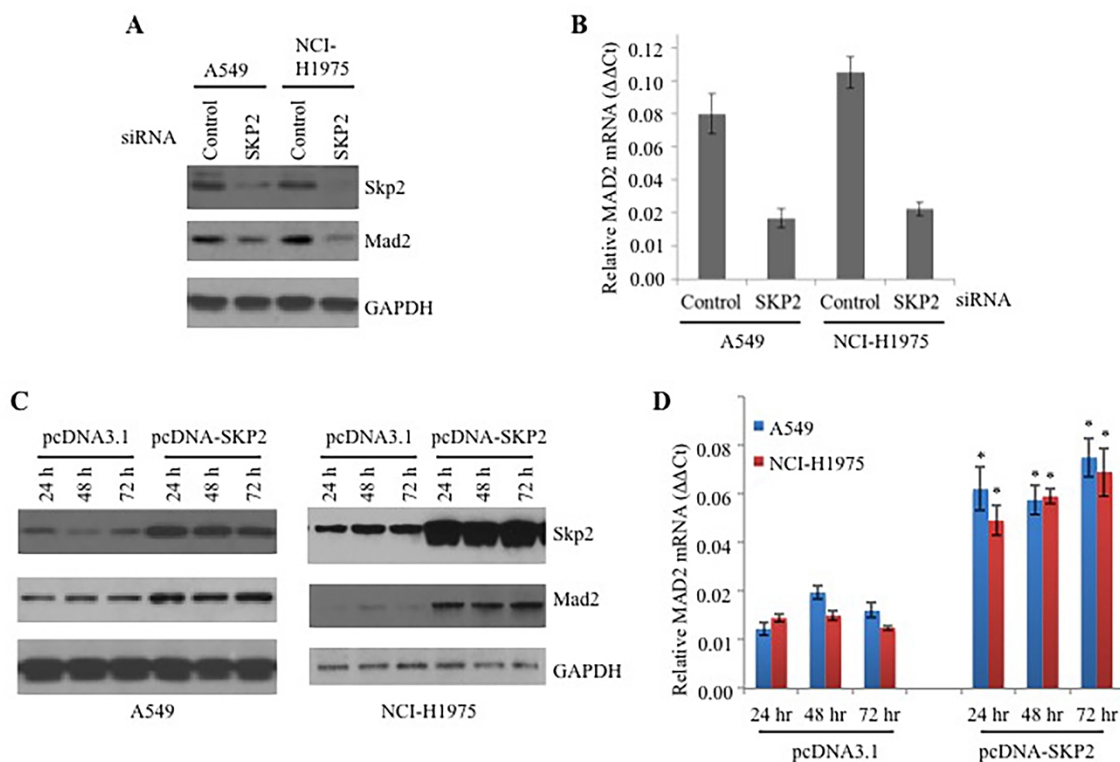 A
A549
NCI-
H1975
siRNA
Control
SKP2
Control
SKP2
Skp2
Mad2
GAPDH
B
Relative MAD2 mRNA (ΔΔCt)
0.12
0.10
0.08
0.06
0.04
0.02
0.01
0.00
Control
SKP2
Control
SKP2
siRNA
A549
NCI-H1975
C
pcDNA3.1
pcDNA-SKP2
24 h
48 h
72 h
24 h
48 h
72 h
pcDNA3.1
pcDNA-SKP2
24 h
48 h
72 h
24 h
48 h
72 h
Skp2
Mad2
GAPDH
A549
NCI-H1975
D
Relative MAD2 mRNA (ΔΔCt)
0.08
0.06
0.04
0.02
0.01
0.00
A549
NCI-H1975
* * * * * *
24 hr 48 hr 72 hr
24 hr 48 hr 72 hr
pcDNA3.1
pcDNA-SKP2